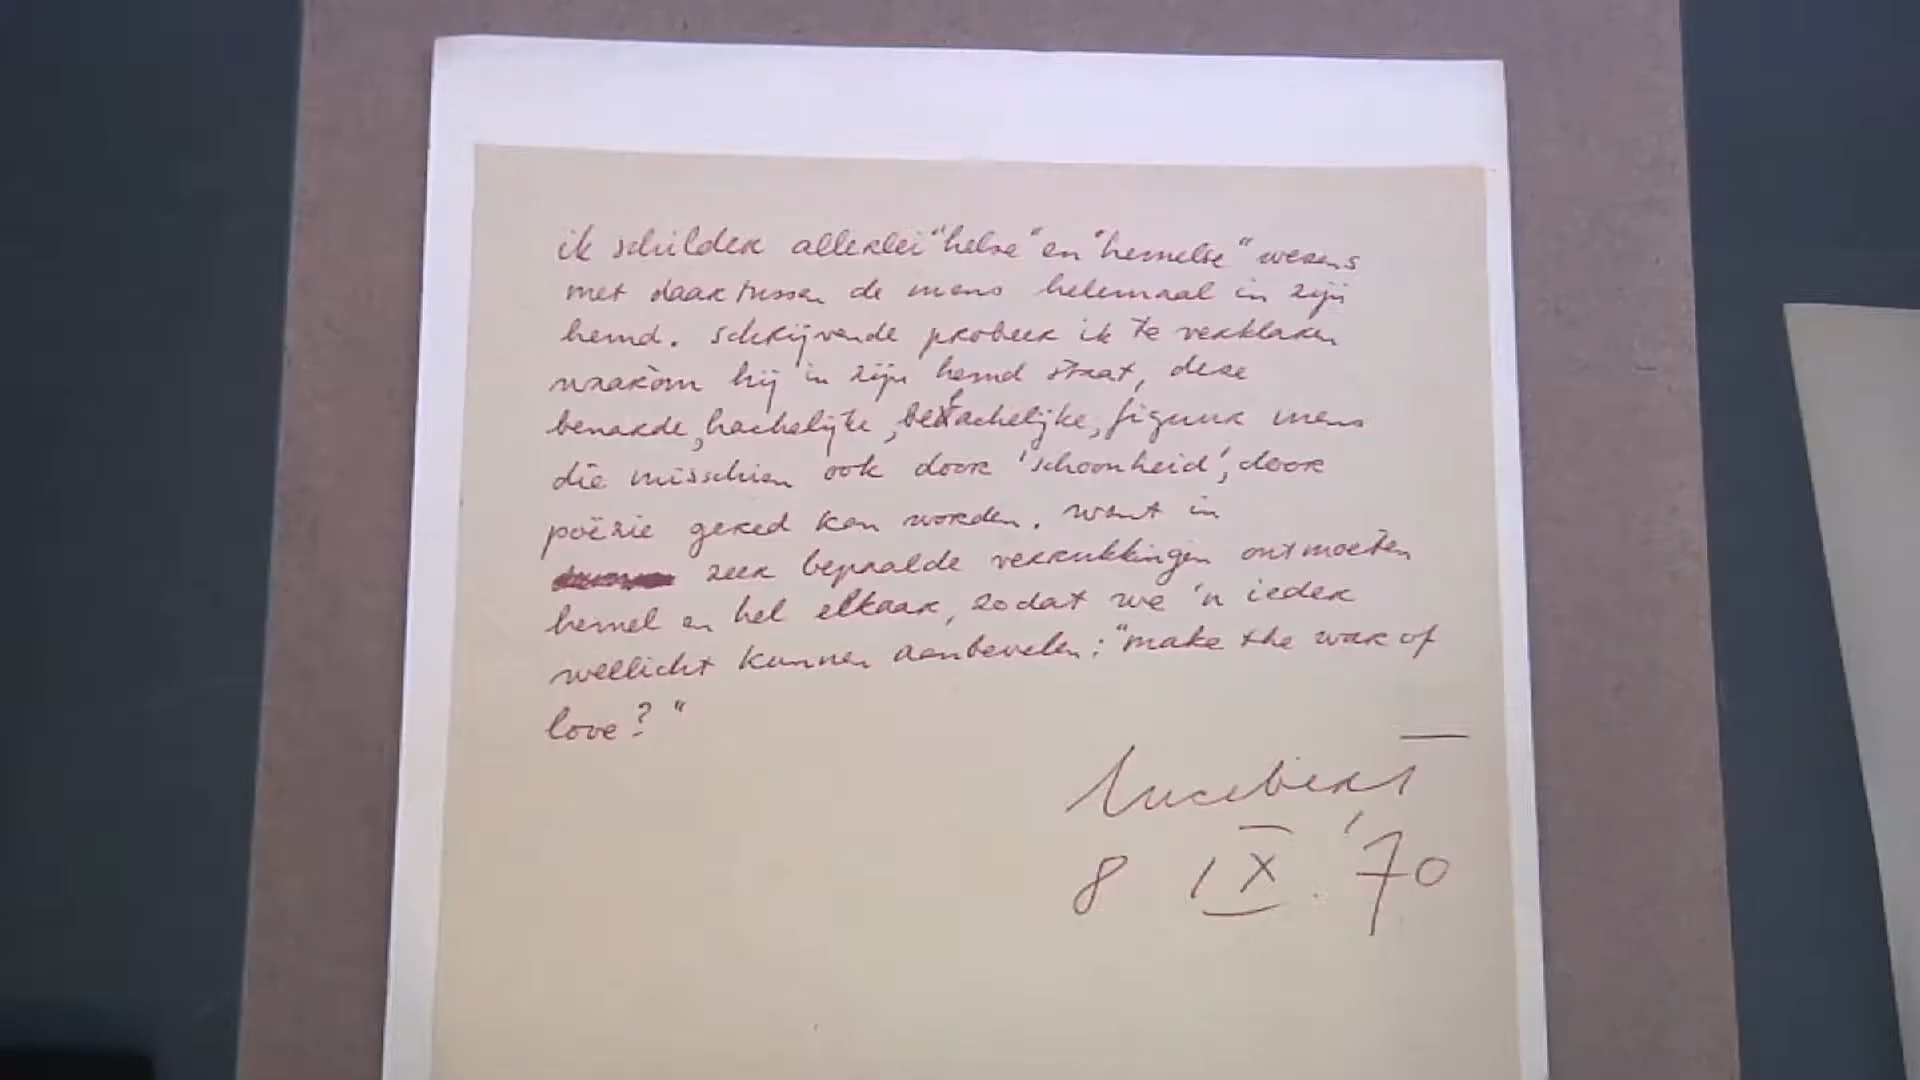 ik schilder allerlei "helse" en "hemelse" wezens
met daartussen de mens helemaal in zijn
hemd. schrijvende probeer ik te verklaren
waarom hij in zijn hemd staat, deze
benarde, hachelijke, belachelijke, figuur mens
die misschien ook door 'schoonheid', door
poëzie gered kan worden. want in
zeer bepaalde verrukkingen ontmoeten
hemel en hel elkaar, zodat we 'n ieder
wellicht kunnen aanbevelen: "make the war of
love?"
Lucebert
8 IX. '70